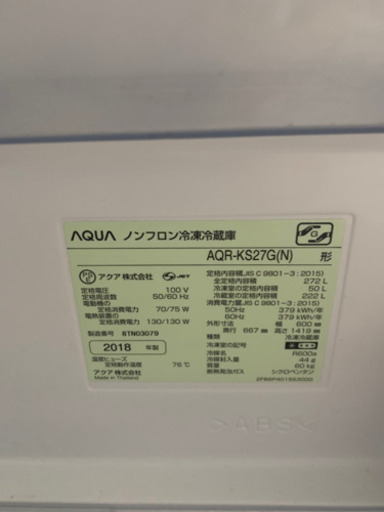 AQUA ノンフロン冷凍冷蔵庫
AQR-KS27G(N) 形
アクア株式会社 JET
定格電圧 100 V
定格周波数 50/60 Hz
電動機の
定格消費電力 70/75 W
電熱装置の
定格消費電力 130/130 W
製造番号 8TN03079
2018 年製
温度ヒューズ
定格動作温度 76℃
アクア株式会社
Made in Thailand
定格内容積(JIS C 9801-3:2015)
全定格内容積 272 L
冷凍室の定格内容積 50 L
冷蔵室の定格内容積 222 L
消費電力量(JIS C 9801-3:2015)
50Hz 379 kWh/年
60Hz 379 kWh/年
外形寸法 幅 600 mm
奥行 667 mm 高さ 1419 mm
種類 冷凍冷蔵庫
冷凍室の記号
冷媒名 R600a
冷媒封入量 44 g
質量 60 kg
断熱発泡ガス シクロペンタン
>ABS<